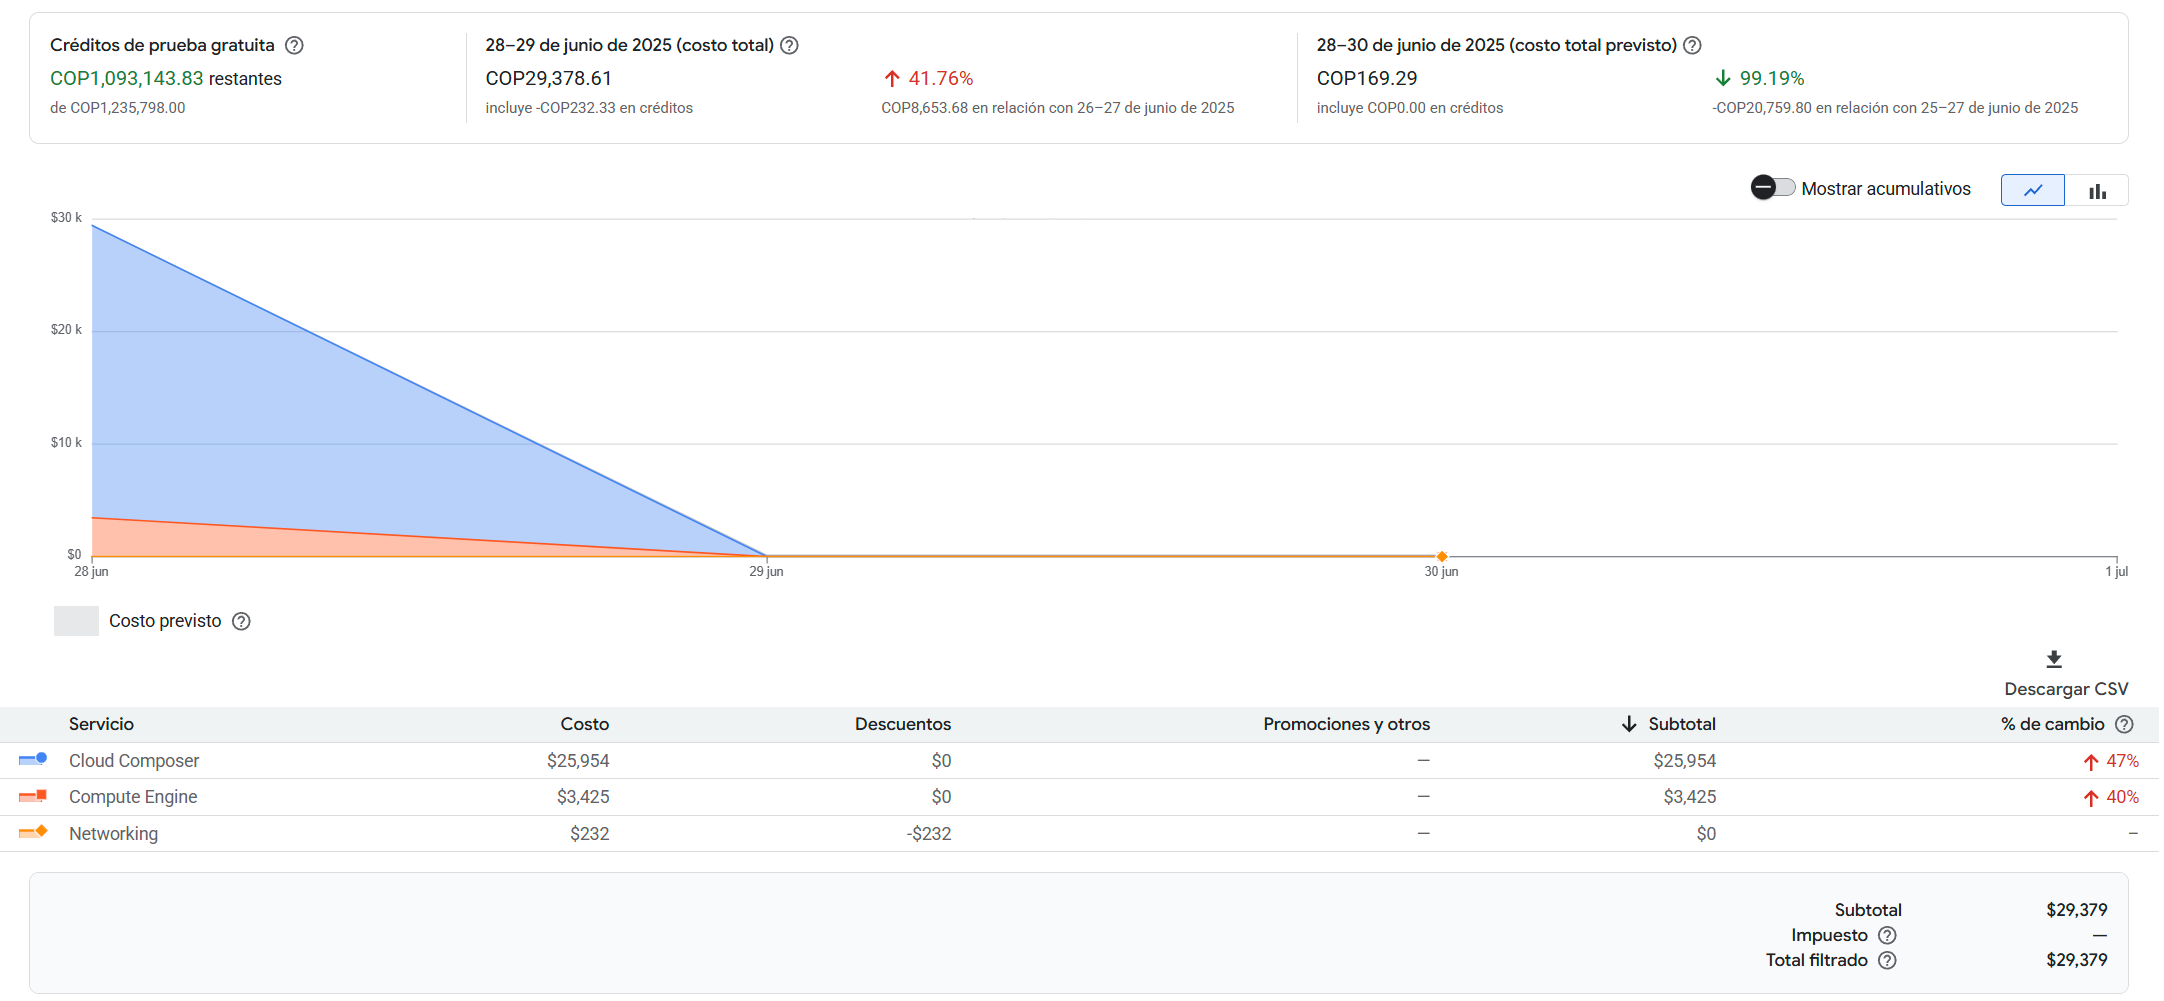 Créditos de prueba gratuita
COP1,093,143.83 restantes
de COP1,235,798.00
28–29 de junio de 2025 (costo total)
COP29,378.61
incluye -COP232.33 en créditos
41.76%
COP8,653.68 en relación con 26–27 de junio de 2025
28–30 de junio de 2025 (costo total previsto)
COP169.29
incluye COP0.00 en créditos
99.19%
-COP20,759.80 en relación con 25–27 de junio de 2025
Mostrar acumulativos
$30 k
$20 k
$10 k
$0
28 jun 29 jun 30 jun 1 jul
Costo previsto
Descargar CSV
Servicio Costo Descuentos Promociones y otros Subtotal % de cambio
Cloud Composer $25,954 $0 — $25,954 47%
Compute Engine $3,425 $0 — $3,425 40%
Networking $232 -$232 — $0 –
Subtotal $29,379
Impuesto —
Total filtrado $29,379